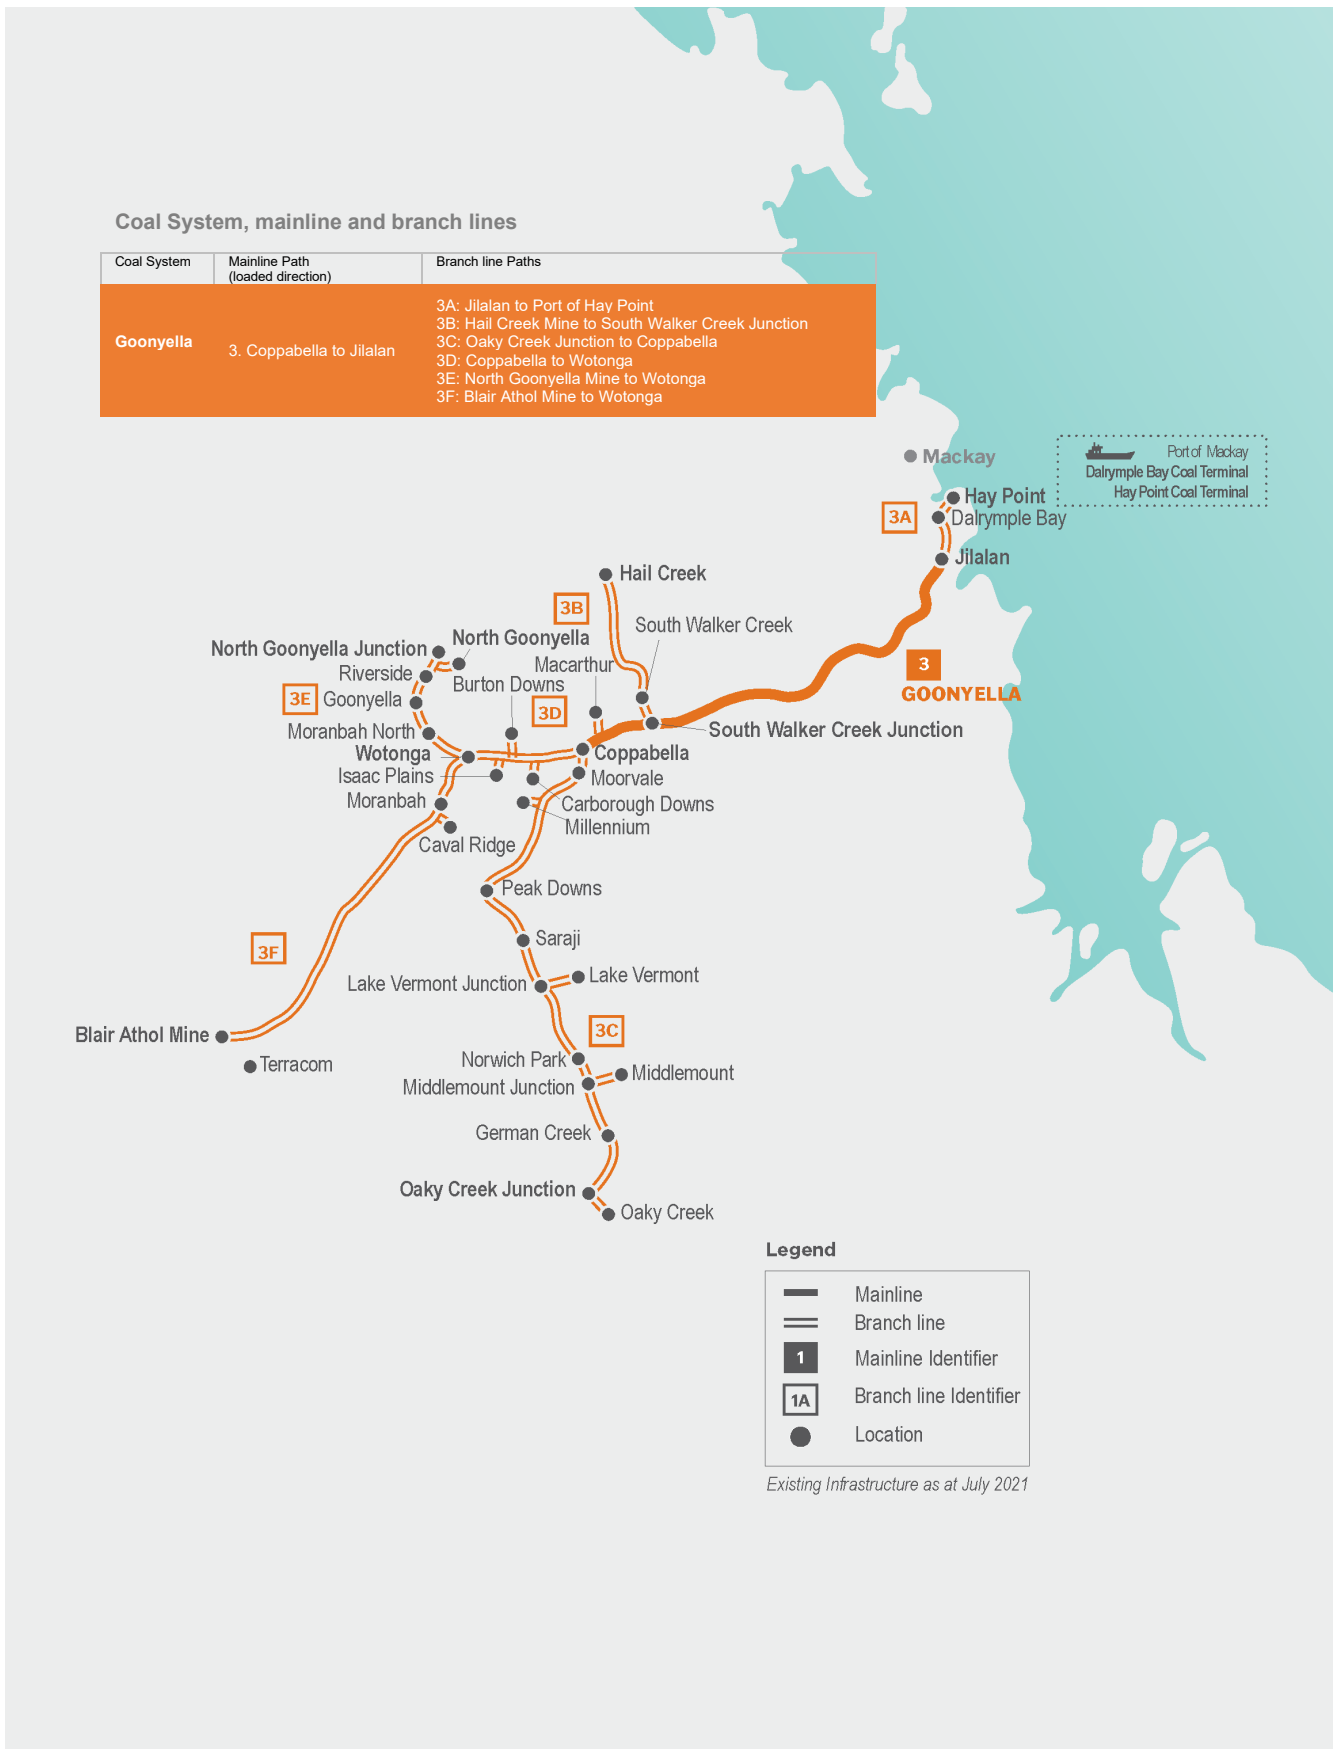 Coal System, mainline and branch lines
Coal System
Mainline Path
(loaded direction)
Branch line Paths
Goonyella
3. Coppabella to Jilalan
3A: Jilalan to Port of Hay Point
3B: Hail Creek Mine to South Walker Creek Junction
3C: Oaky Creek Junction to Coppabella
3D: Coppabella to Wotonga
3E: North Goonyella Mine to Wotonga
3F: Blair Athol Mine to Wotonga
Mackay
Port of Mackay
Dalrymple Bay Coal Terminal
Hay Point Coal Terminal
Hay Point
3A
Dalrymple Bay
Jilalan
Hail Creek
3B
South Walker Creek
North Goonyella
North Goonyella Junction
Macarthur
3
GOONYELLA
Riverside
Burton Downs
3E
Goonyella
3D
Moranbah North
South Walker Creek Junction
Wotonga
Coppabella
Isaac Plains
Moorvale
Moranbah
Carborough Downs
Millennium
Caval Ridge
Peak Downs
Saraji
3F
Lake Vermont Junction
Lake Vermont
3C
Blair Athol Mine
Terracom
Norwich Park
Middlemount
Middlemount Junction
German Creek
Oaky Creek Junction
Oaky Creek
Legend
Mainline
Branch line
1
Mainline Identifier
1A
Branch line Identifier
Location
Existing Infrastructure as at July 2021